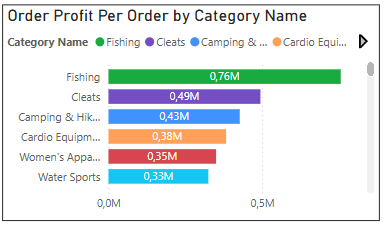 Order Profit Per Order by Category Name
Category Name Fishing Cleats Camping & ... Cardio Equi...
Fishing 0,76M
Cleats 0,49M
Camping & Hik... 0,43M
Cardio Equipm... 0,38M
Women's Appa... 0,35M
Water Sports 0,33M
0,0M 0,5M